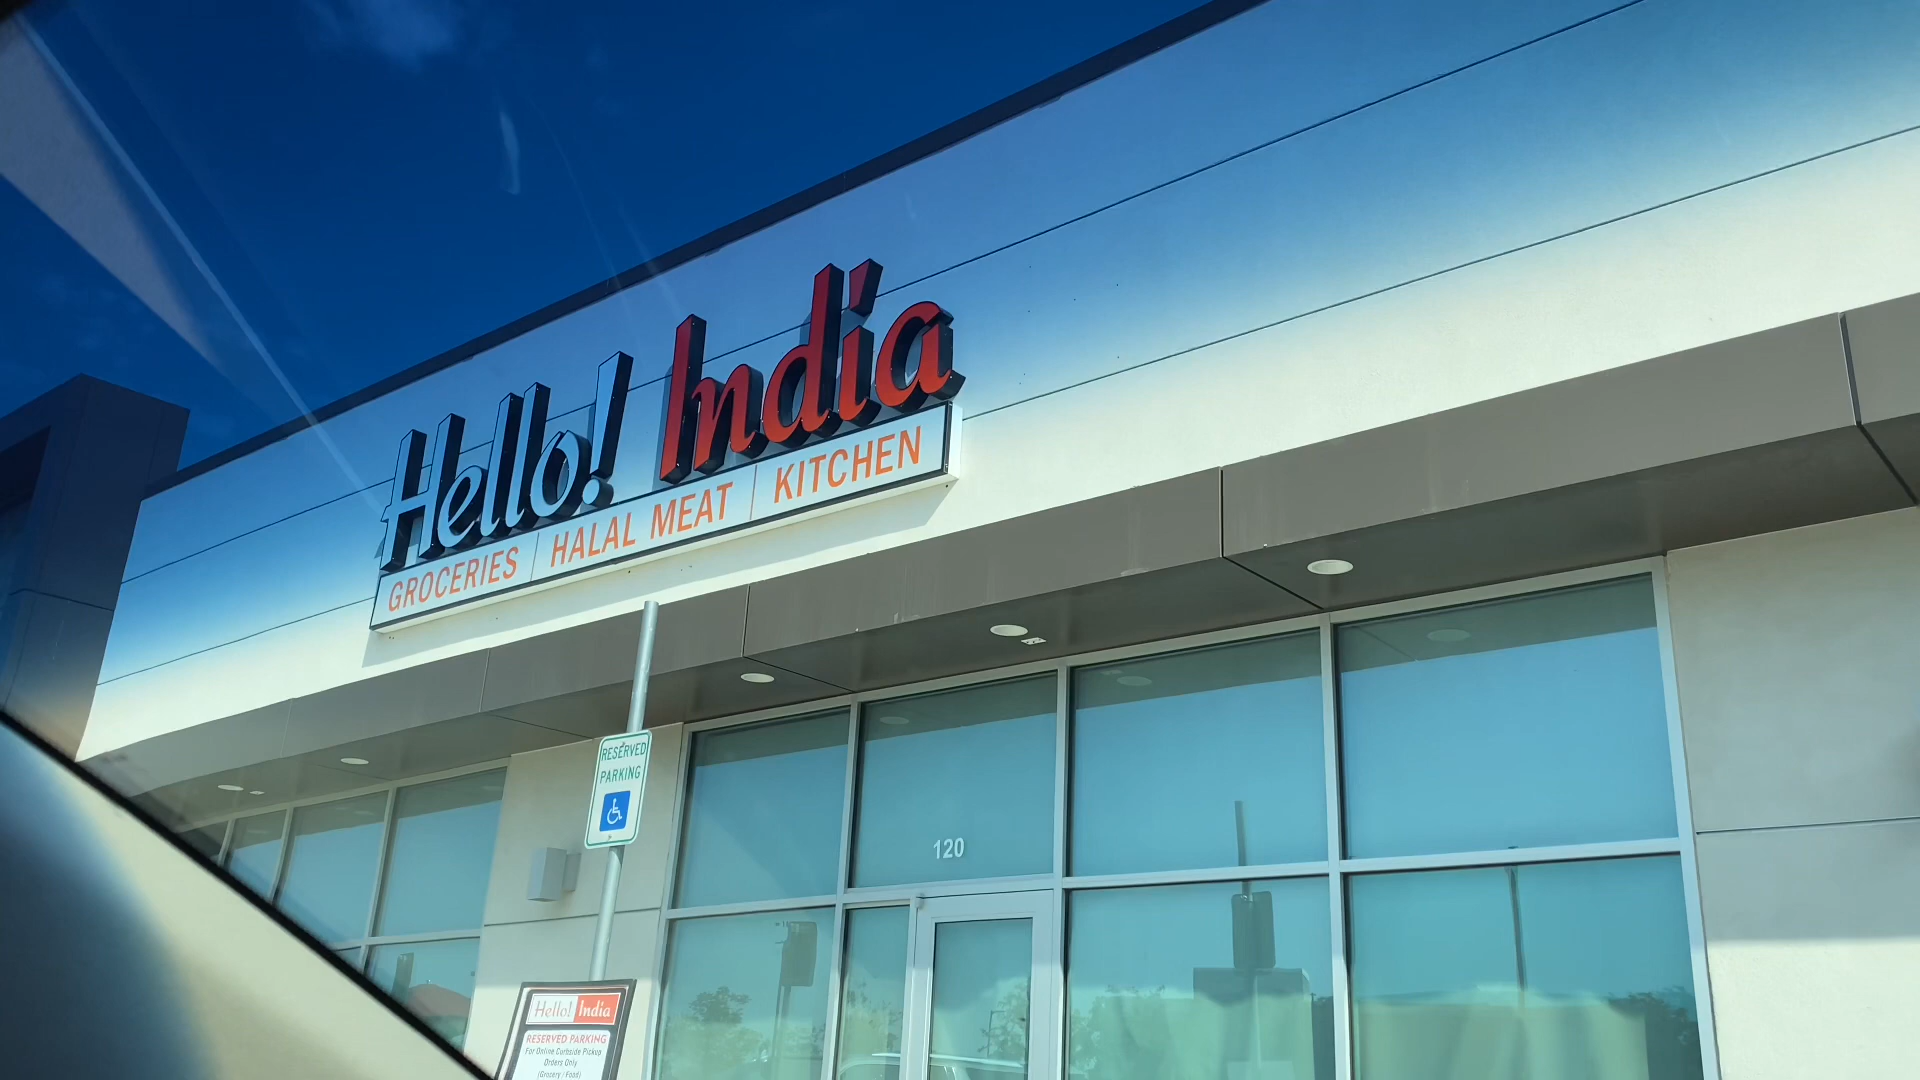 Hello! India
GROCERIES | HALAL MEAT | KITCHEN
RESERVED
PARKING
120
Hello! India
RESERVED PARKING
For Online Curbside Pickup
Orders Only
(Grocery / Food)